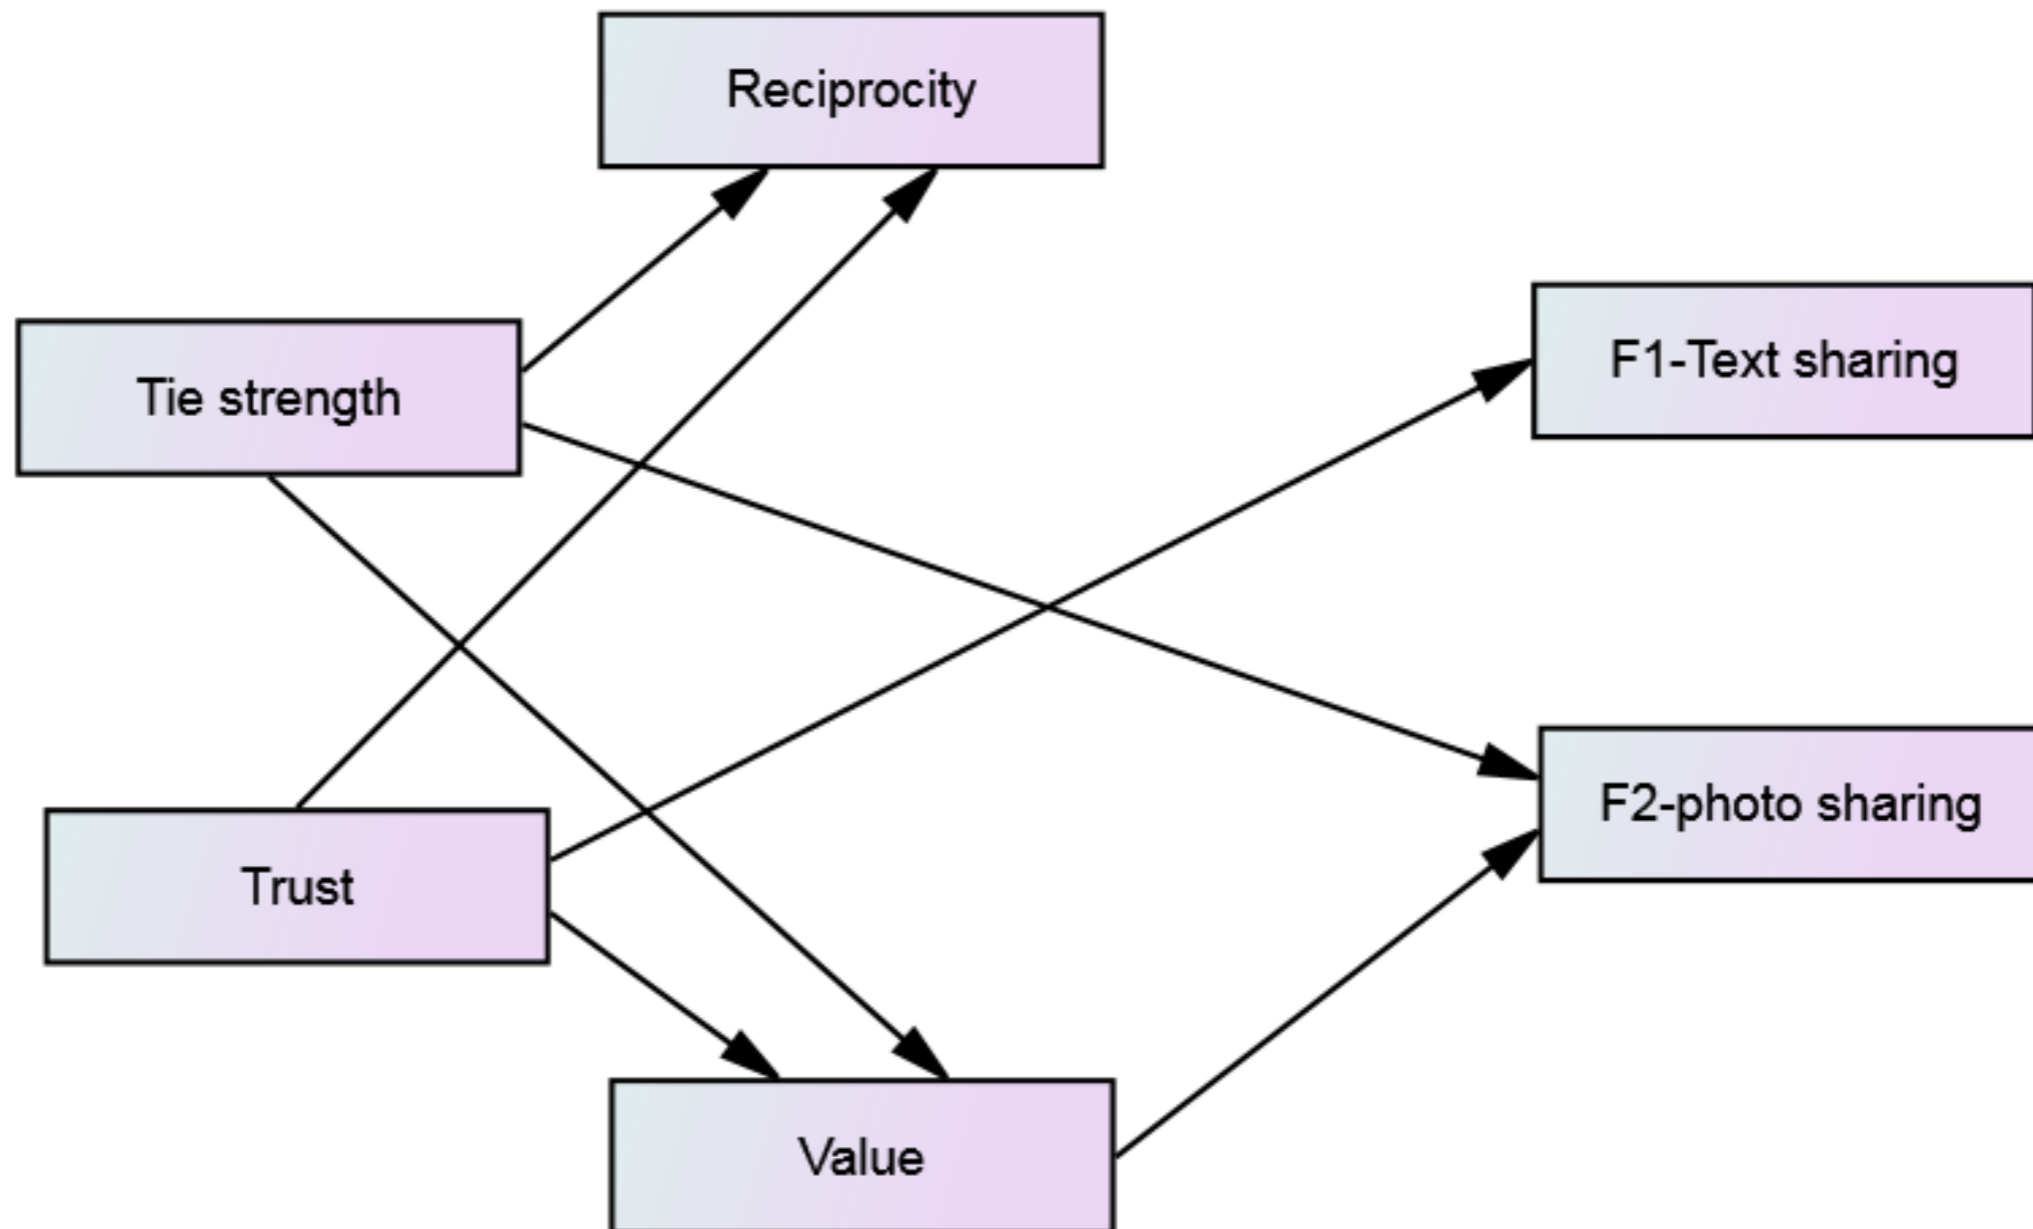 Reciprocity
Tie strength
F1-Text sharing
F2-photo sharing
Trust
Value